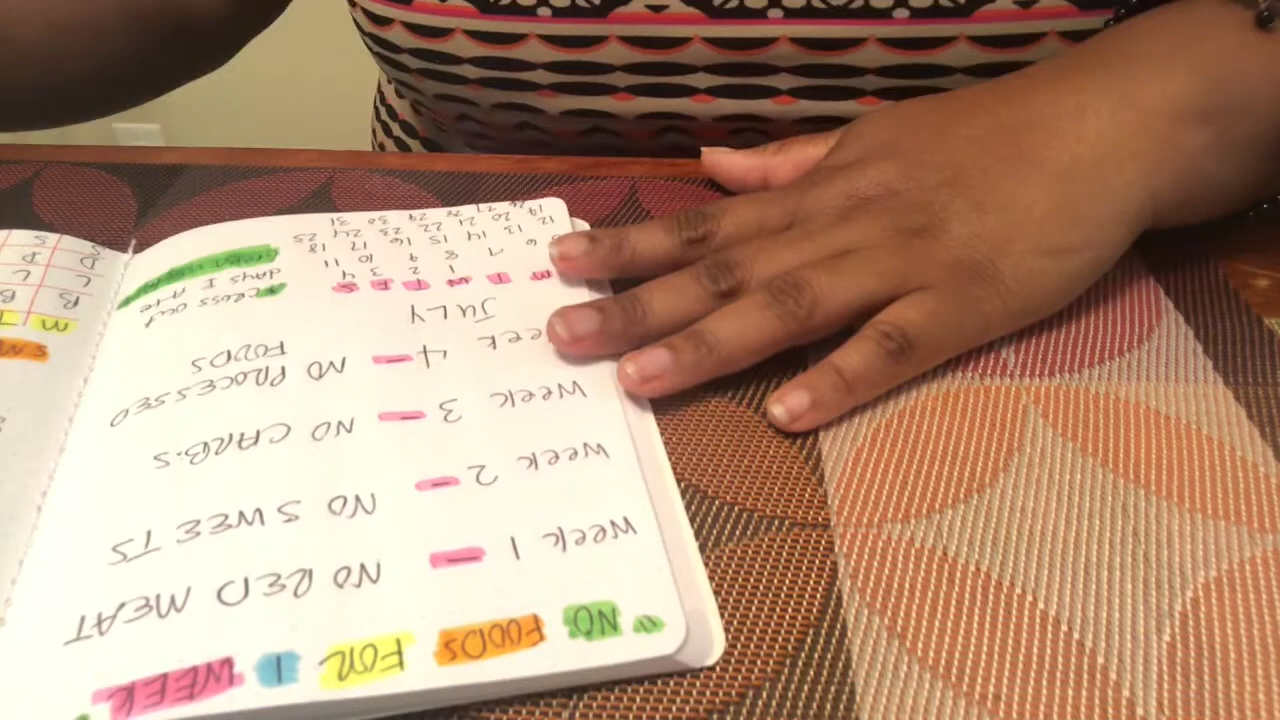 NO FOODS FOR 1 WEEK
Week 1 - NO RED MEAT
Week 2 - NO SWEETS
Week 3 - NO CARBS
4 - NO PROCESSED
FOODS
JULY
M T W T F S
1 2 3 4
6 7 8 9 10 11
12 13 14 15 16 17 18
19 20 21 22 23 24 25
26 27 28 29 30 31
CROSS OUT
DAYS I ATE
M T
B B
L L
D D
S S